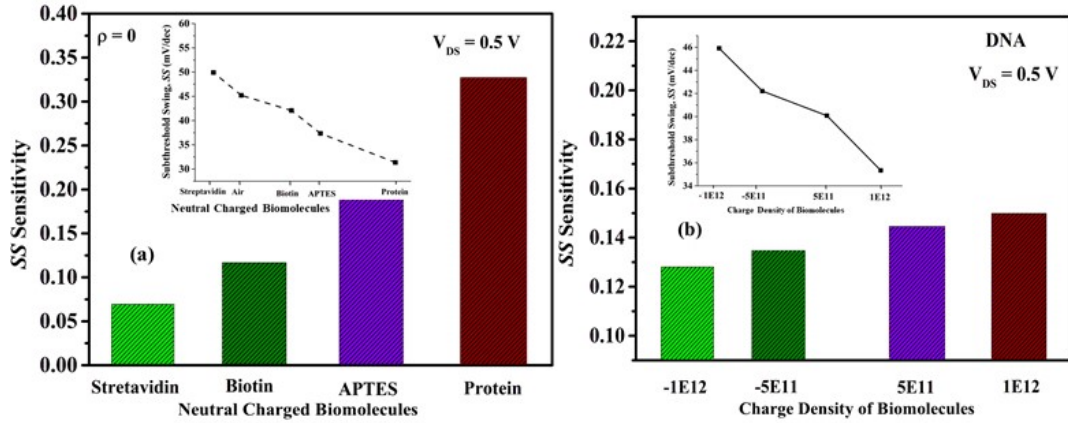 0.40
0.35
0.30
0.25
0.20
0.15
0.10
0.05
0.00
SS Sensitivity
ρ = 0
V_DS = 0.5 V
60
55
50
45
40
35
30
Subthreshold Swing, SS (mV/dec)
Streptavidin Air Biotin APTES Protein
Neutral Charged Biomolecules
(a)
Stretavidin Biotin APTES Protein
Neutral Charged Biomolecules
0.22
0.20
0.18
0.16
0.14
0.12
0.10
SS Sensitivity
DNA
V_DS = 0.5 V
46
44
42
40
38
36
34
Subthreshold Swing, SS (mV/dec)
-1E12 -5E11 5E11 1E12
Charge Density of Biomolecules
(b)
-1E12 -5E11 5E11 1E12
Charge Density of Biomolecules